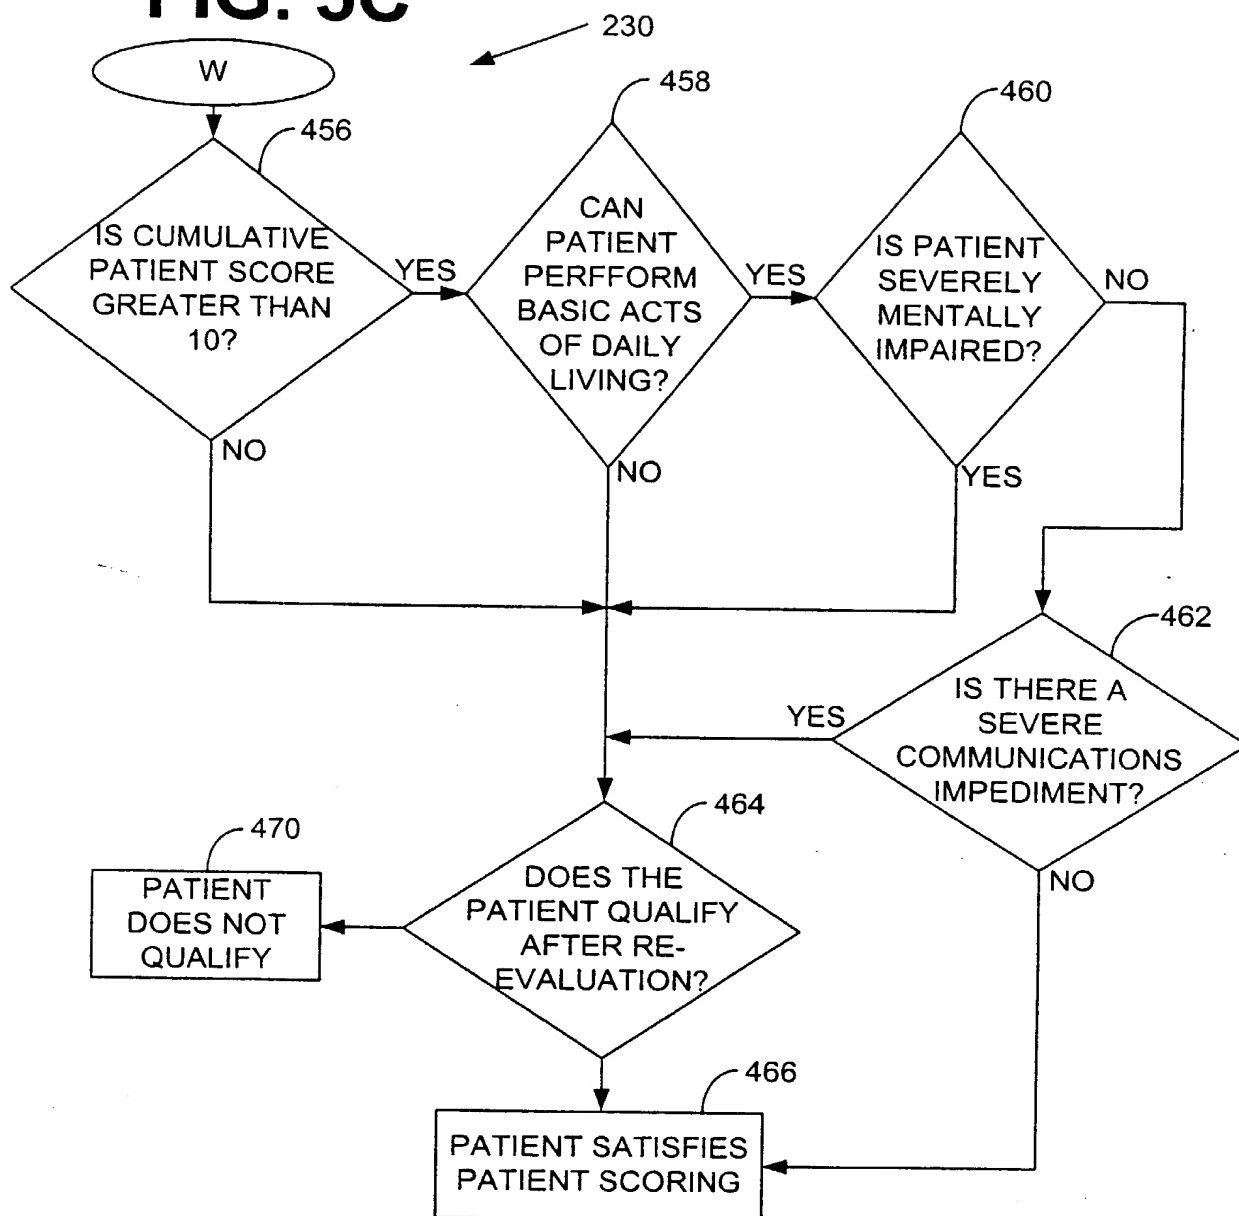 FIG. 5C
230
W
456
IS CUMULATIVE
PATIENT SCORE
GREATER THAN
10?
YES
NO
458
CAN
PATIENT
PERFFORM
BASIC ACTS
OF DAILY
LIVING?
YES
NO
460
IS PATIENT
SEVERELY
MENTALLY
IMPAIRED?
NO
YES
462
IS THERE A
SEVERE
COMMUNICATIONS
IMPEDIMENT?
YES
NO
464
DOES THE
PATIENT QUALIFY
AFTER RE-
EVALUATION?
470
PATIENT
DOES NOT
QUALIFY
466
PATIENT SATISFIES
PATIENT SCORING